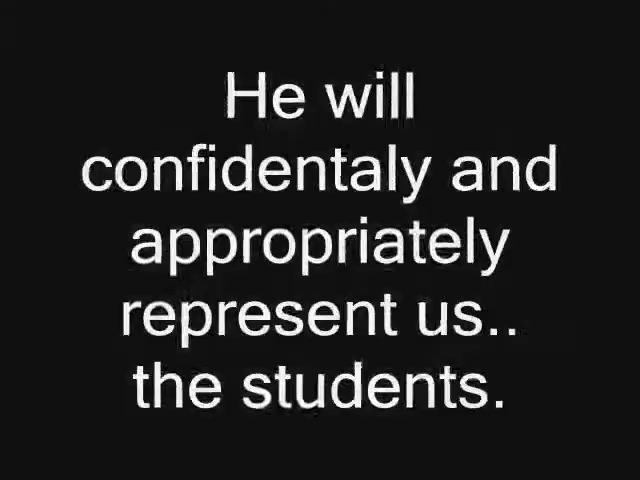 He will
confidentaly and
appropriately
represent us..
the students.